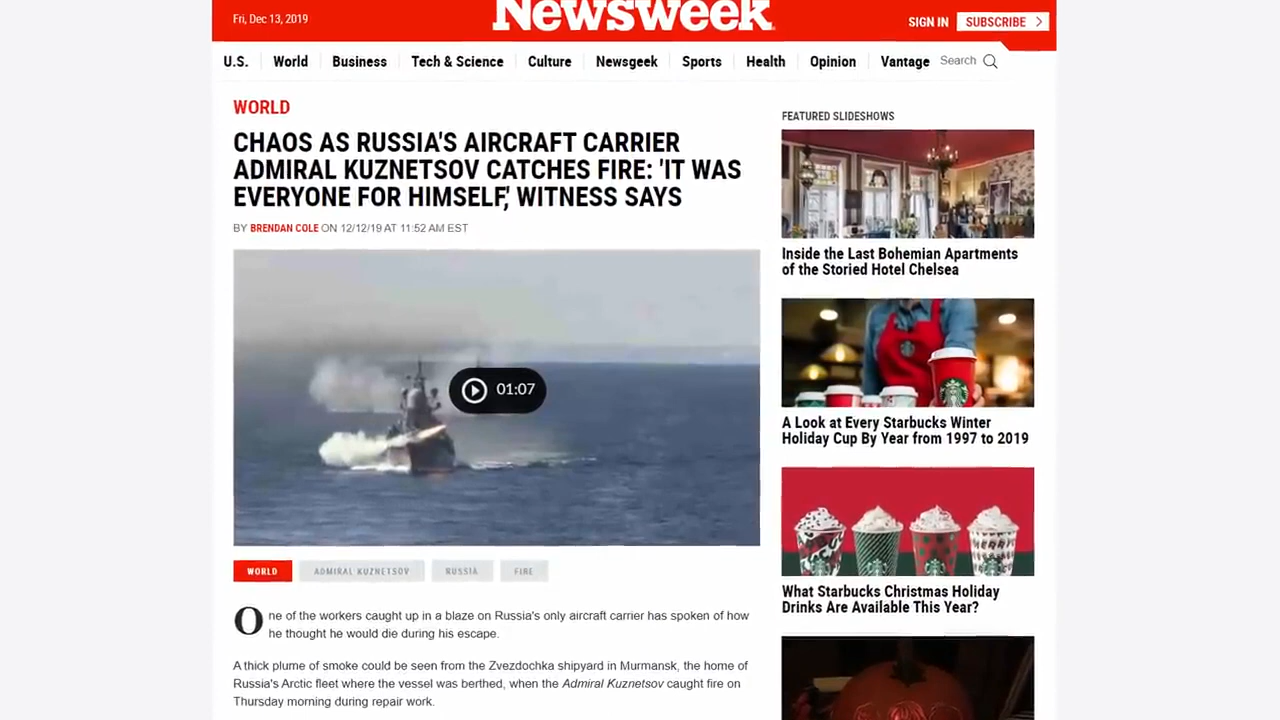 Newsweek
Fri, Dec 13, 2019
SIGN IN
SUBSCRIBE
U.S.
World
Business
Tech & Science
Culture
Newsgeek
Sports
Health
Opinion
Vantage
Search
WORLD
CHAOS AS RUSSIA'S AIRCRAFT CARRIER
ADMIRAL KUZNETSOV CATCHES FIRE: 'IT WAS
EVERYONE FOR HIMSELF,' WITNESS SAYS
BY BRENDAN COLE ON 12/12/19 AT 11:52 AM EST
01:07
WORLD
ADMIRAL KUZNETSOV
RUSSIA
FIRE
One of the workers caught up in a blaze on Russia's only aircraft carrier has spoken of how
he thought he would die during his escape.
A thick plume of smoke could be seen from the Zvezdochka shipyard in Murmansk, the home of
Russia's Arctic fleet where the vessel was berthed, when the Admiral Kuznetsov caught fire on
Thursday morning during repair work.
FEATURED SLIDESHOWS
Inside the Last Bohemian Apartments
of the Storied Hotel Chelsea
A Look at Every Starbucks Winter
Holiday Cup By Year from 1997 to 2019
What Starbucks Christmas Holiday
Drinks Are Available This Year?